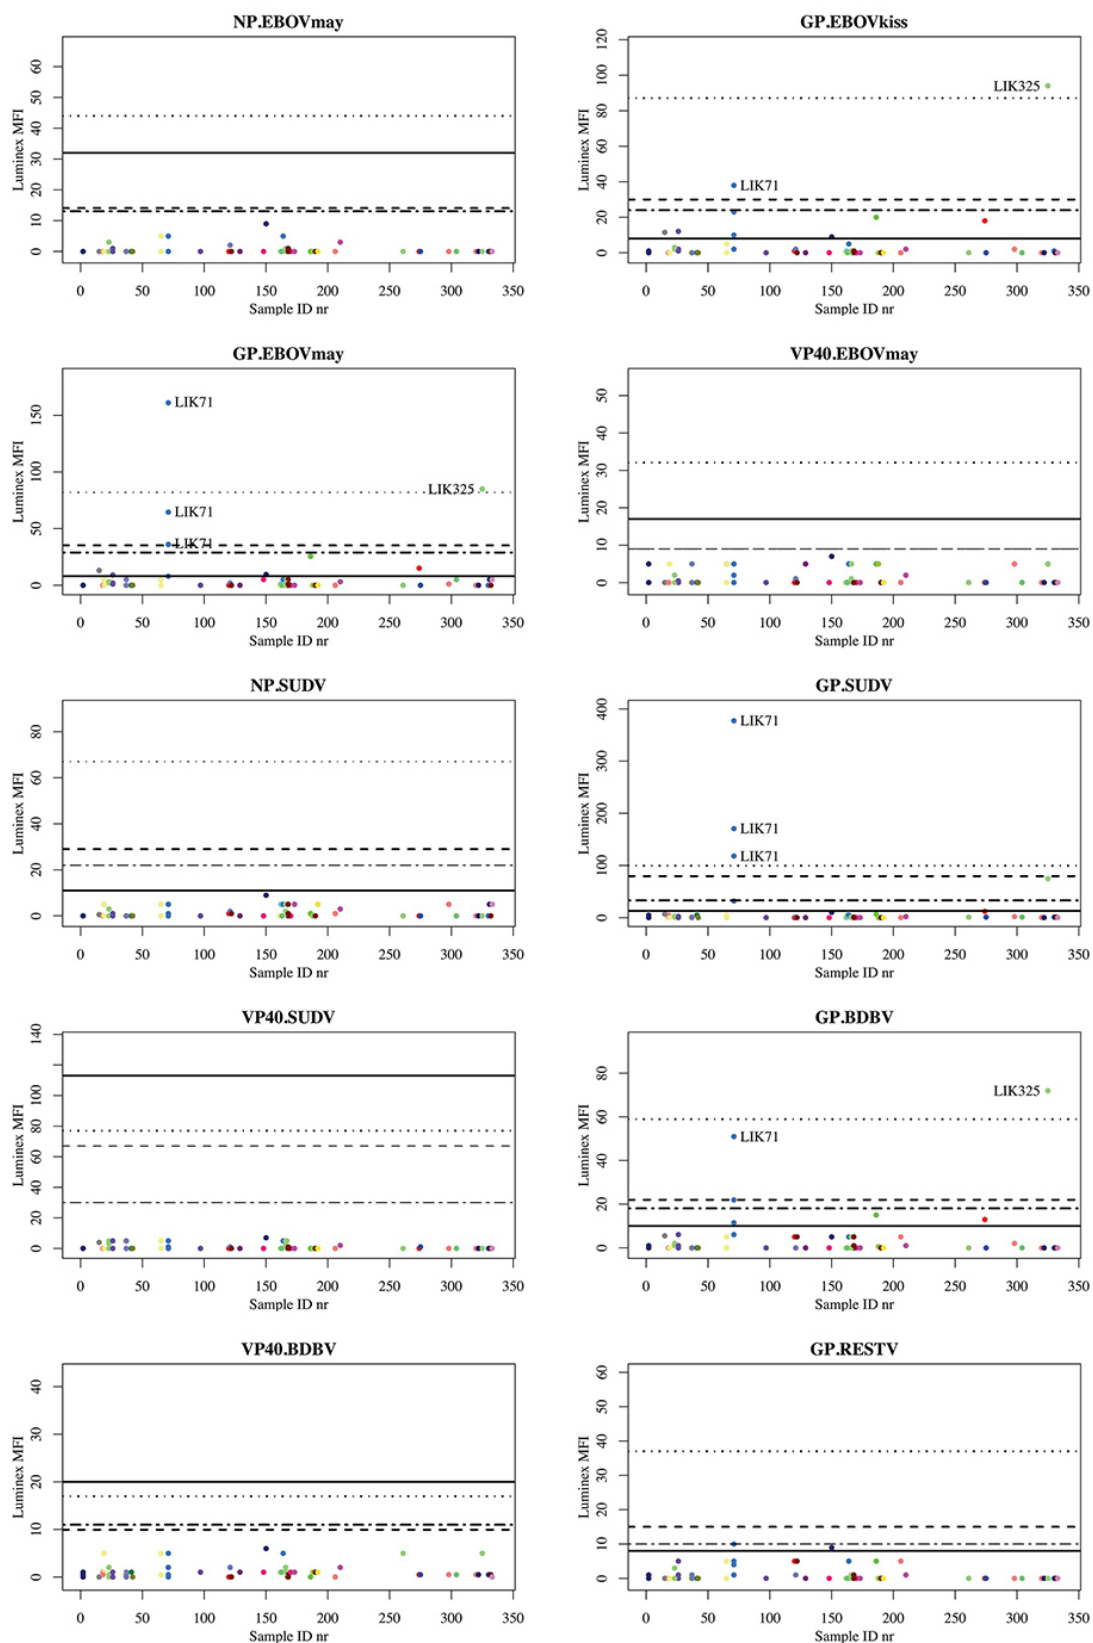 NP.EBOVmay
Luminex MFI
0 10 20 30 40 50 60
0 50 100 150 200 250 300 350
Sample ID nr
GP.EBOVkiss
Luminex MFI
0 20 40 60 80 100 120
LIK325
LIK71
0 50 100 150 200 250 300 350
Sample ID nr
GP.EBOVmay
Luminex MFI
0 50 100 150
LIK71
LIK325
LIK71
LIK71
0 50 100 150 200 250 300 350
Sample ID nr
VP40.EBOVmay
Luminex MFI
0 10 20 30 40 50
0 50 100 150 200 250 300 350
Sample ID nr
NP.SUDV
Luminex MFI
0 20 40 60 80
0 50 100 150 200 250 300 350
Sample ID nr
GP.SUDV
Luminex MFI
0 100 200 300 400
LIK71
LIK71
LIK71
0 50 100 150 200 250 300 350
Sample ID nr
VP40.SUDV
Luminex MFI
0 20 40 60 80 100 140
0 50 100 150 200 250 300 350
Sample ID nr
GP.BDBV
Luminex MFI
0 20 40 60 80
LIK325
LIK71
0 50 100 150 200 250 300 350
Sample ID nr
VP40.BDBV
Luminex MFI
0 10 20 30 40
0 50 100 150 200 250 300 350
Sample ID nr
GP.RESTV
Luminex MFI
0 10 20 30 40 50 60
0 50 100 150 200 250 300 350
Sample ID nr